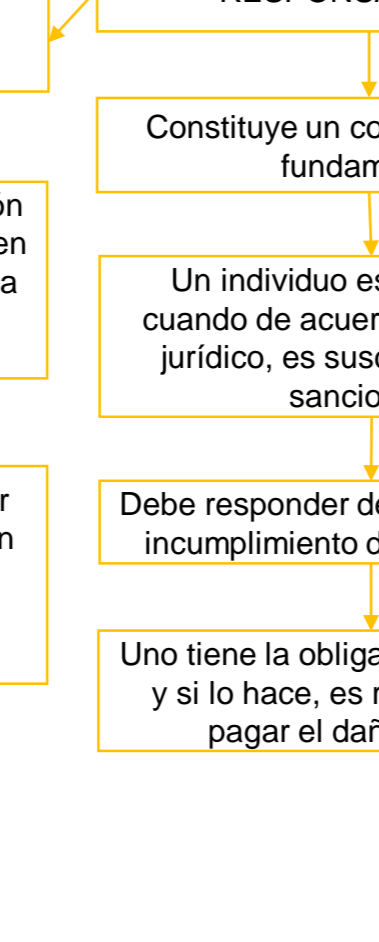 Constituye un co
fundam
Un individuo es
cuando de acuer
jurídico, es susc
sancio
Debe responder de
incumplimiento d
Uno tiene la obliga
y si lo hace, es r
pagar el dañ
ón
en
a
r
n